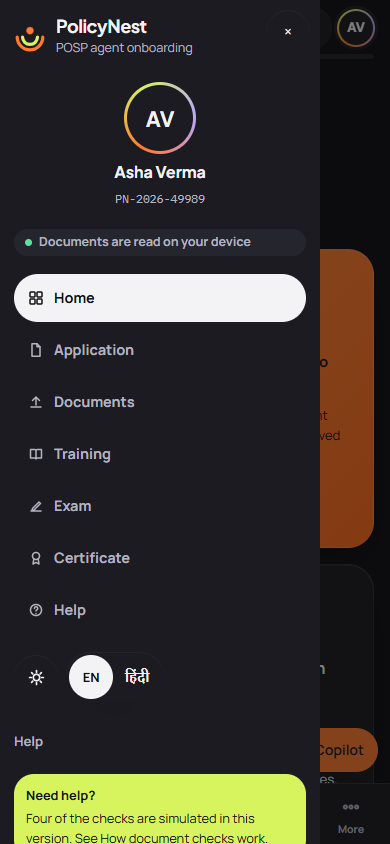 PolicyNest
POSP agent onboarding
×
AV
AV
Asha Verma
PN-2026-49989
Documents are read on your device
Home
Application
Documents
Training
Exam
Certificate
Help
EN
हिंदी
Help
Need help?
Four of the checks are simulated in this
version. See How document checks work.
Copilot
More